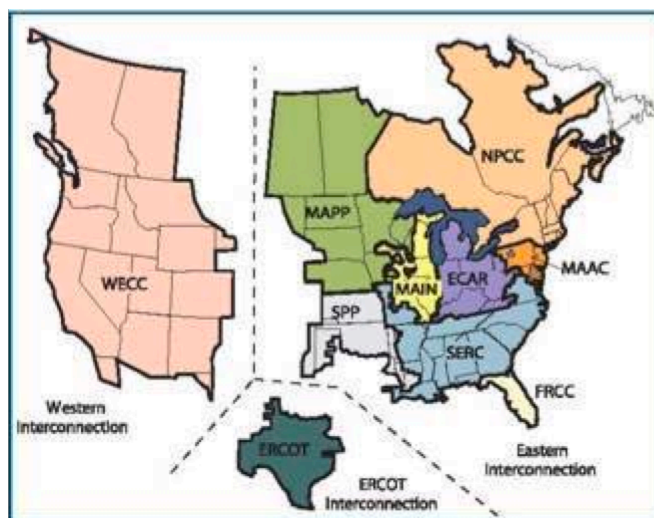 NPCC
MAPP
MAAC
ECAR
MAIN
WECC
SPP
SERC
FRCC
Western
Interconnection
ERCOT
Eastern
Interconnection
ERCOT
Interconnection